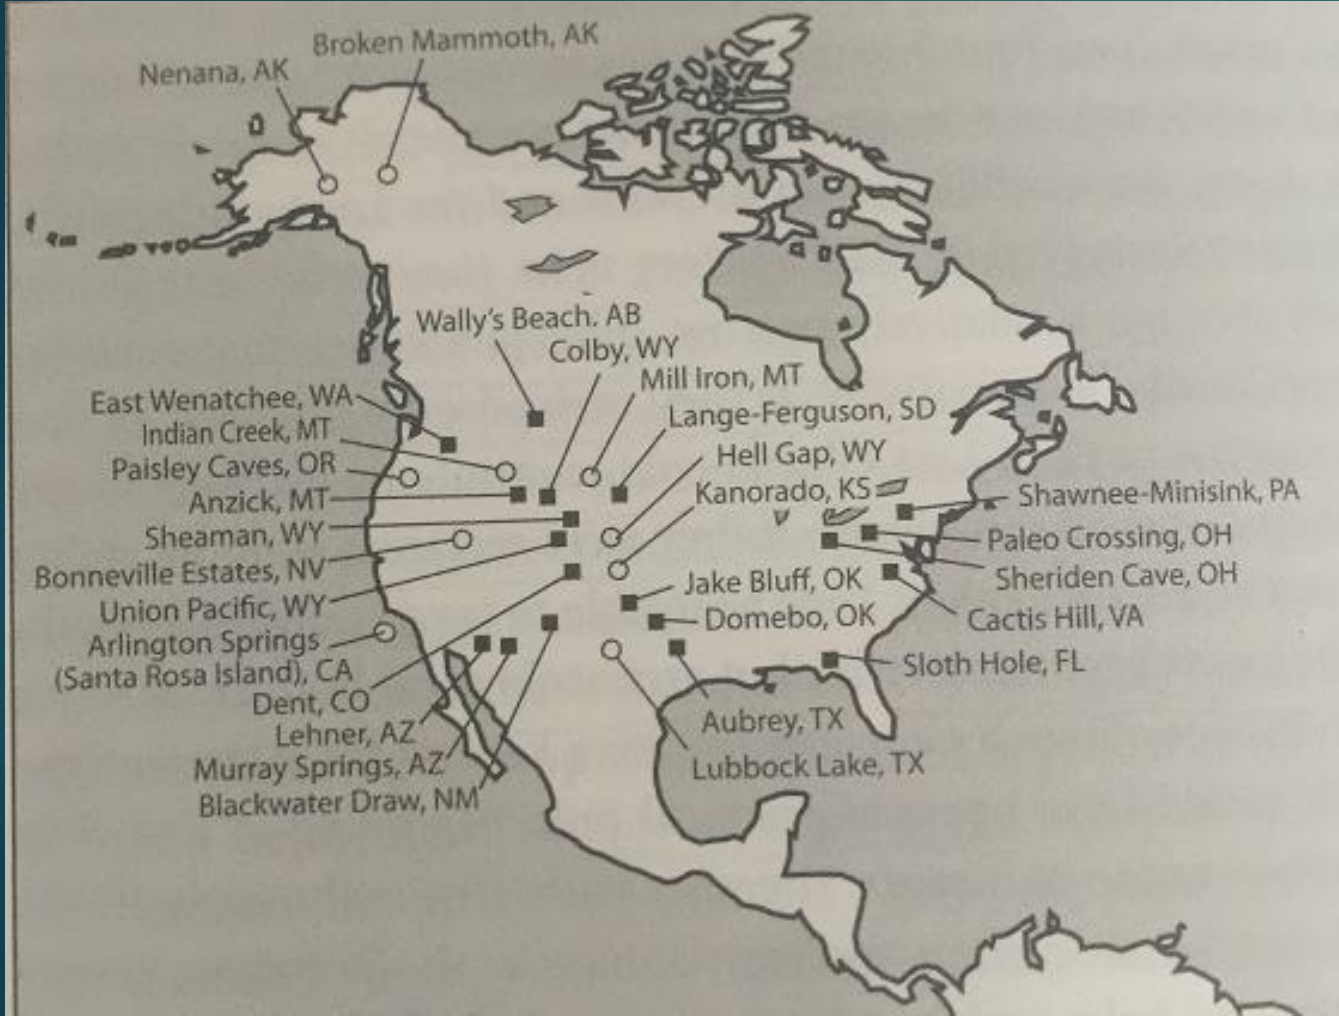 Broken Mammoth, AK
Nenana, AK
Wally's Beach. AB
Colby, WY
Mill Iron, MT
Lange-Ferguson, SD
Hell Gap, WY
Kanorado, KS
East Wenatchee, WA
Indian Creek, MT
Paisley Caves, OR
Anzick, MT
Sheaman, WY
Bonneville Estates, NV
Union Pacific, WY
Arlington Springs
(Santa Rosa Island), CA
Dent, CO
Lehner, AZ
Murray Springs, AZ
Blackwater Draw, NM
Shawnee-Minisink, PA
Paleo Crossing, OH
Sheriden Cave, OH
Cactis Hill, VA
Sloth Hole, FL
Jake Bluff, OK
Domebo, OK
Aubrey, TX
Lubbock Lake, TX